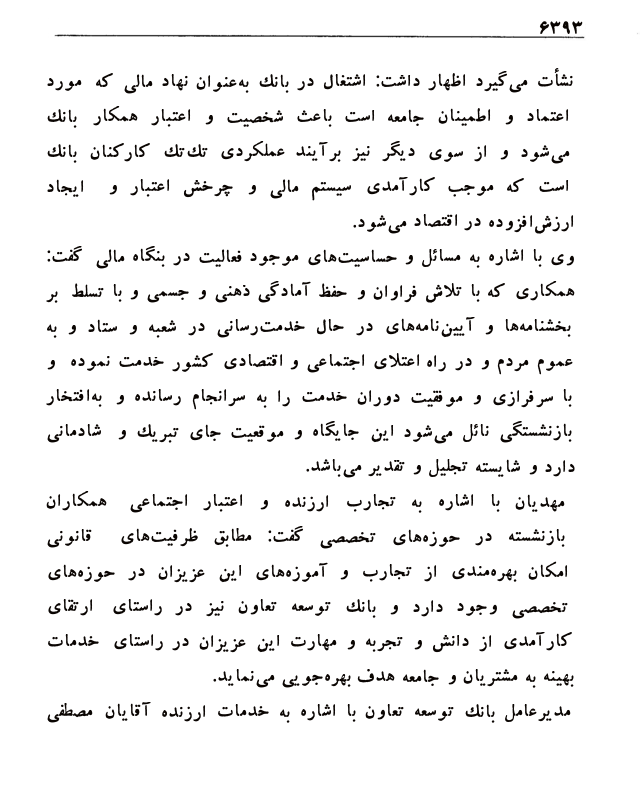 ۶۳۹۳
نشأت می‌گیرد اظهار داشت: اشتغال در بانك به‌عنوان نهاد مالی كه مورد
اعتماد و اطمینان جامعه است باعث شخصیت و اعتبار همکار بانك
می‌شود و از سوی دیگر نیز برآیند عملکردی تك‌تك کارکنان بانك
است که موجب کارآمدی سیستم مالی و چرخش اعتبار و ایجاد
ارزش‌افزوده در اقتصاد می‌شود.
وی با اشاره به مسائل و حساسیت‌های موجود فعالیت در بنگاه مالی گفت:
همکاری که با تلاش فراوان و حفظ آمادگی ذهنی و جسمی و با تسلط بر
بخشنامه‌ها و آیین‌نامه‌های در حال خدمت‌رسانی در شعبه و ستاد و به
عموم مردم و در راه اعتلای اجتماعی و اقتصادی کشور خدمت نموده و
با سرفرازی و موفقیت دوران خدمت را به سرانجام رسانده و به‌افتخار
بازنشستگی نائل می‌شود این جایگاه و موقعیت جای تبریك و شادمانی
دارد و شایسته تجلیل و تقدیر می‌باشد.
مهدیان با اشاره به تجارب ارزنده و اعتبار اجتماعی همکاران
بازنشسته در حوزه‌های تخصصی گفت: مطابق ظرفیت‌های قانونی
امکان بهره‌مندی از تجارب و آموزه‌های این عزیزان در حوزه‌های
تخصصی وجود دارد و بانك توسعه تعاون نیز در راستای ارتقای
کارآمدی از دانش و تجربه و مهارت این عزیزان در راستای خدمات
بهینه به مشتریان و جامعه هدف بهره‌جویی می‌نماید.
مدیرعامل بانك توسعه تعاون با اشاره به خدمات ارزنده آقایان مصطفی